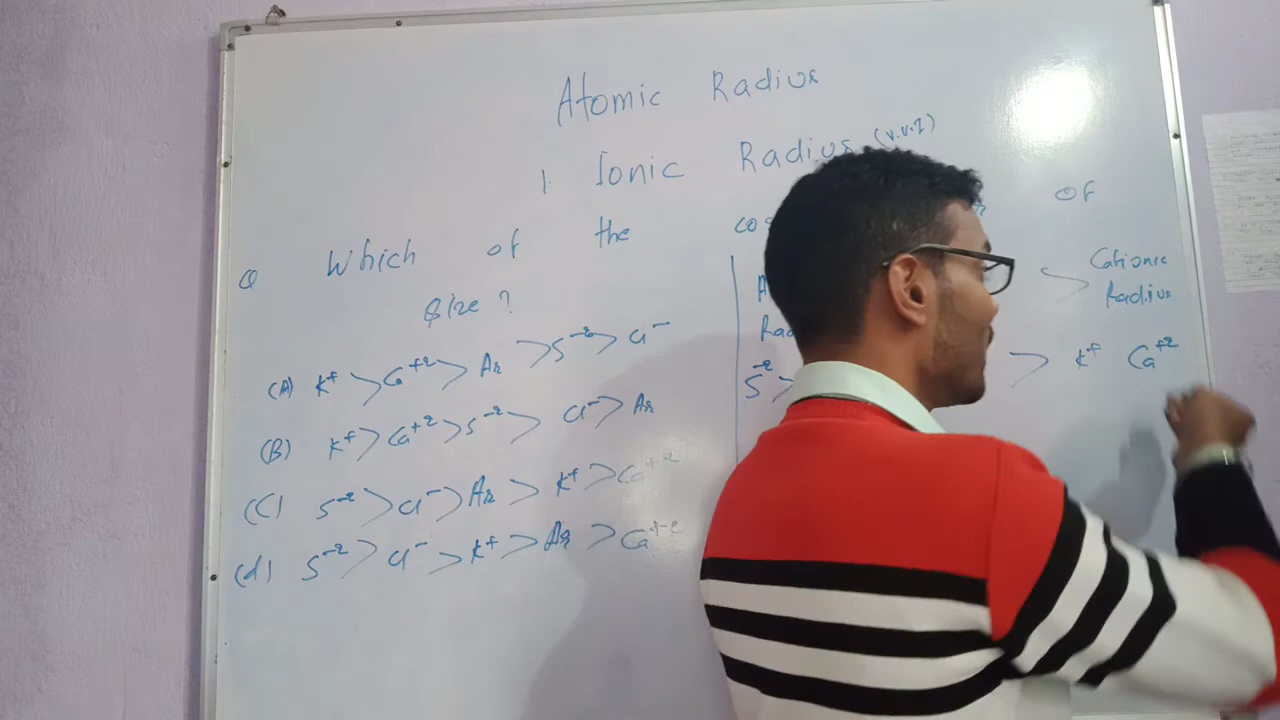 Atomic Radius
1. Ionic Radius (V.V.I)
Q Which of the of
size?
(A) K⁺ > Ca⁺² > Ar > S⁻² > Cl⁻
(B) K⁺ > Ca⁺² > S⁻² > Cl⁻ > Ar
(C) S⁻² > Cl⁻ > Ar > K⁺ > Ca⁺²
(d) S⁻² > Cl⁻ > K⁺ > Ar > Ca⁺²
> Cationic
Radius
S⁻² > > K⁺ Ca⁺²